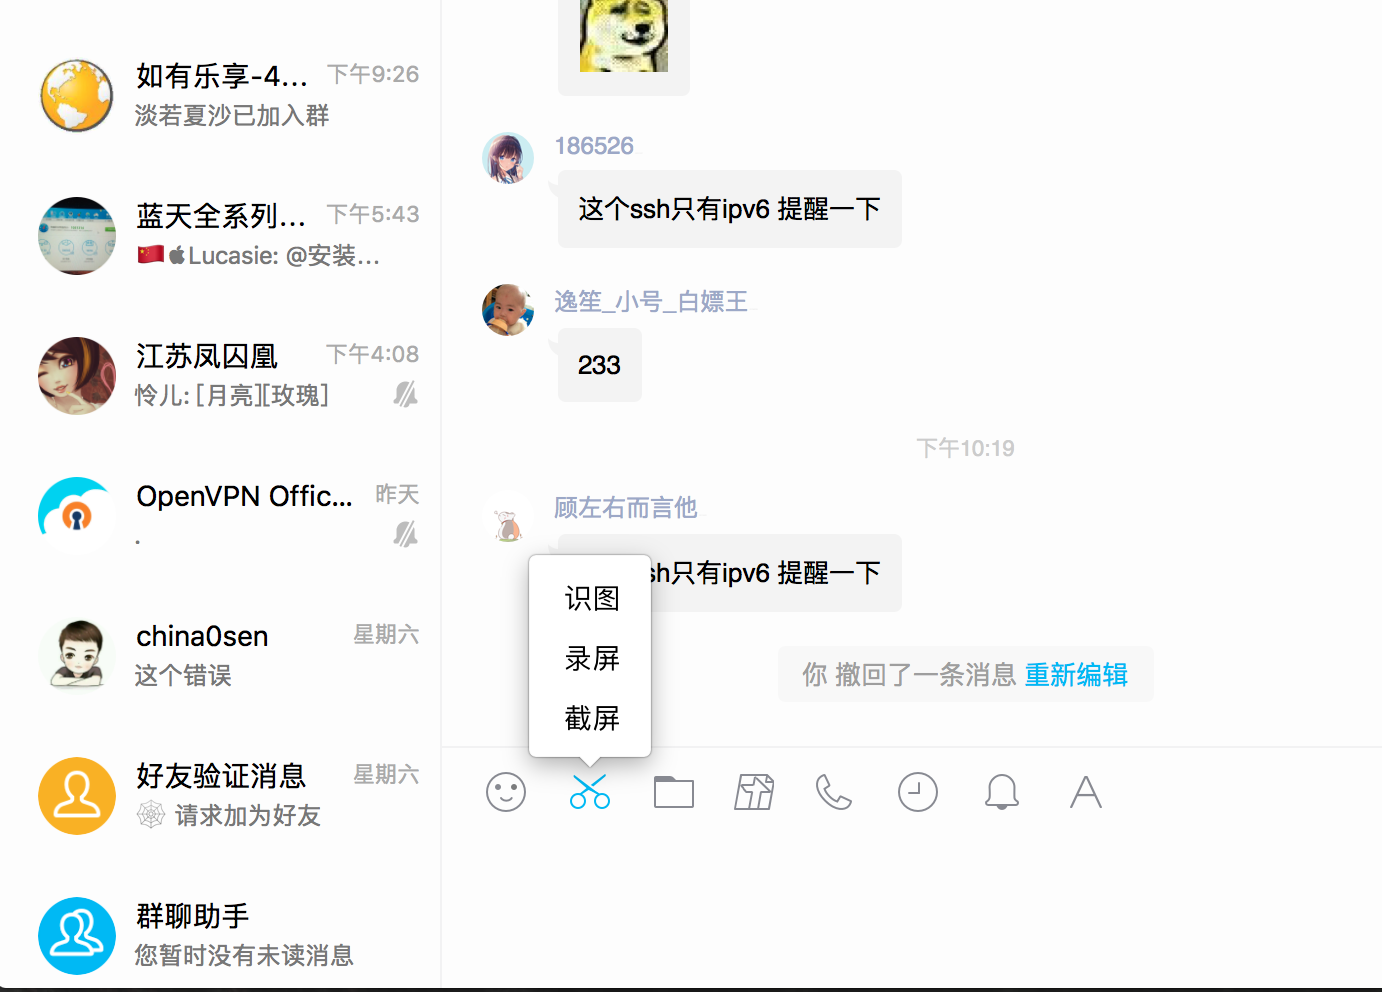 如有乐享-4... 下午9:26
淡若夏沙已加入群
蓝天全系列... 下午5:43
🇨🇳Lucasie: @安装...
江苏凤囚凰 下午4:08
怜儿: [月亮][玫瑰]
OpenVPN Offic... 昨天
.
china0sen 星期六
这个错误
好友验证消息 星期六
🕸 请求加为好友
群聊助手
您暂时没有未读消息
186526
这个ssh只有ipv6 提醒一下
逸笙_小号_白嫖王
233
下午10:19
顾左右而言他
sh只有ipv6 提醒一下
识图
录屏
截屏
你 撤回了一条消息 重新编辑